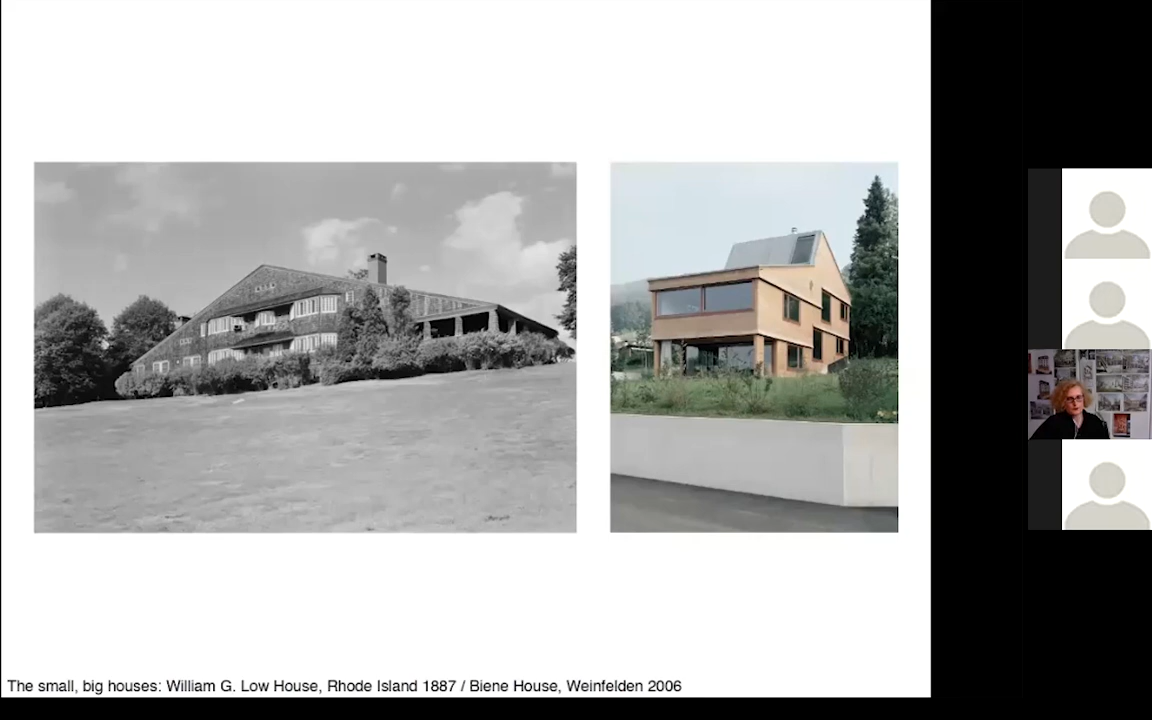 The small, big houses: William G. Low House, Rhode Island 1887 / Biene House, Weinfelden 2006